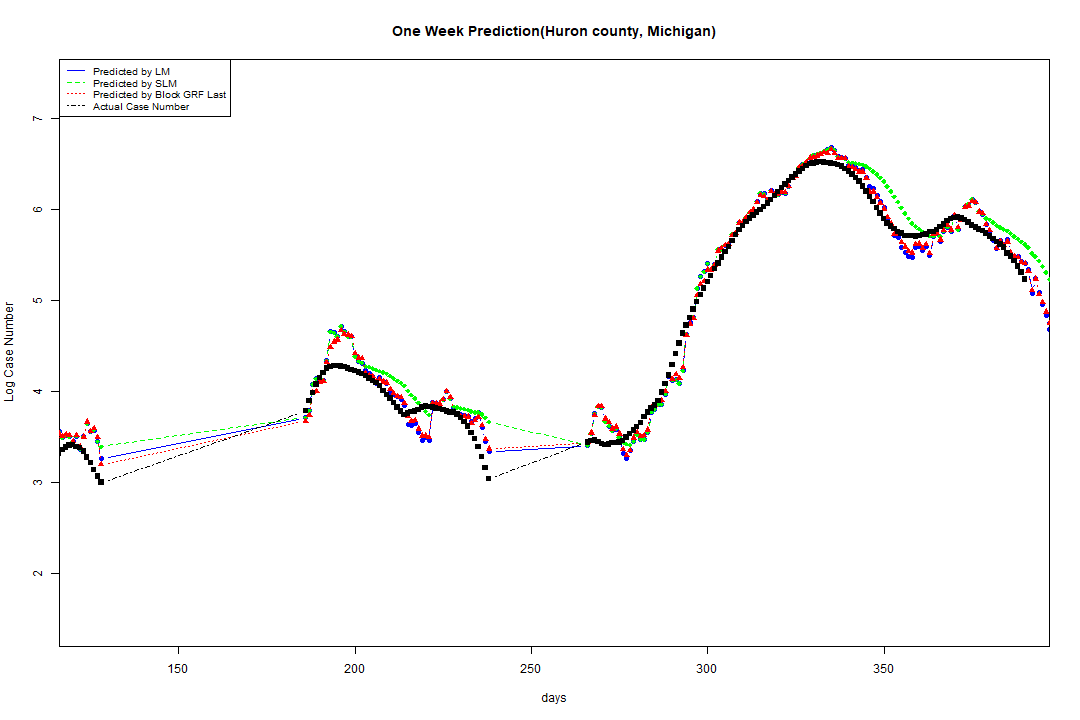 One Week Prediction(Huron county, Michigan)
Predicted by LM
Predicted by SLM
Predicted by Block GRF Last
Actual Case Number
Log Case Number
7
6
5
4
3
2
150
200
250
300
350
days